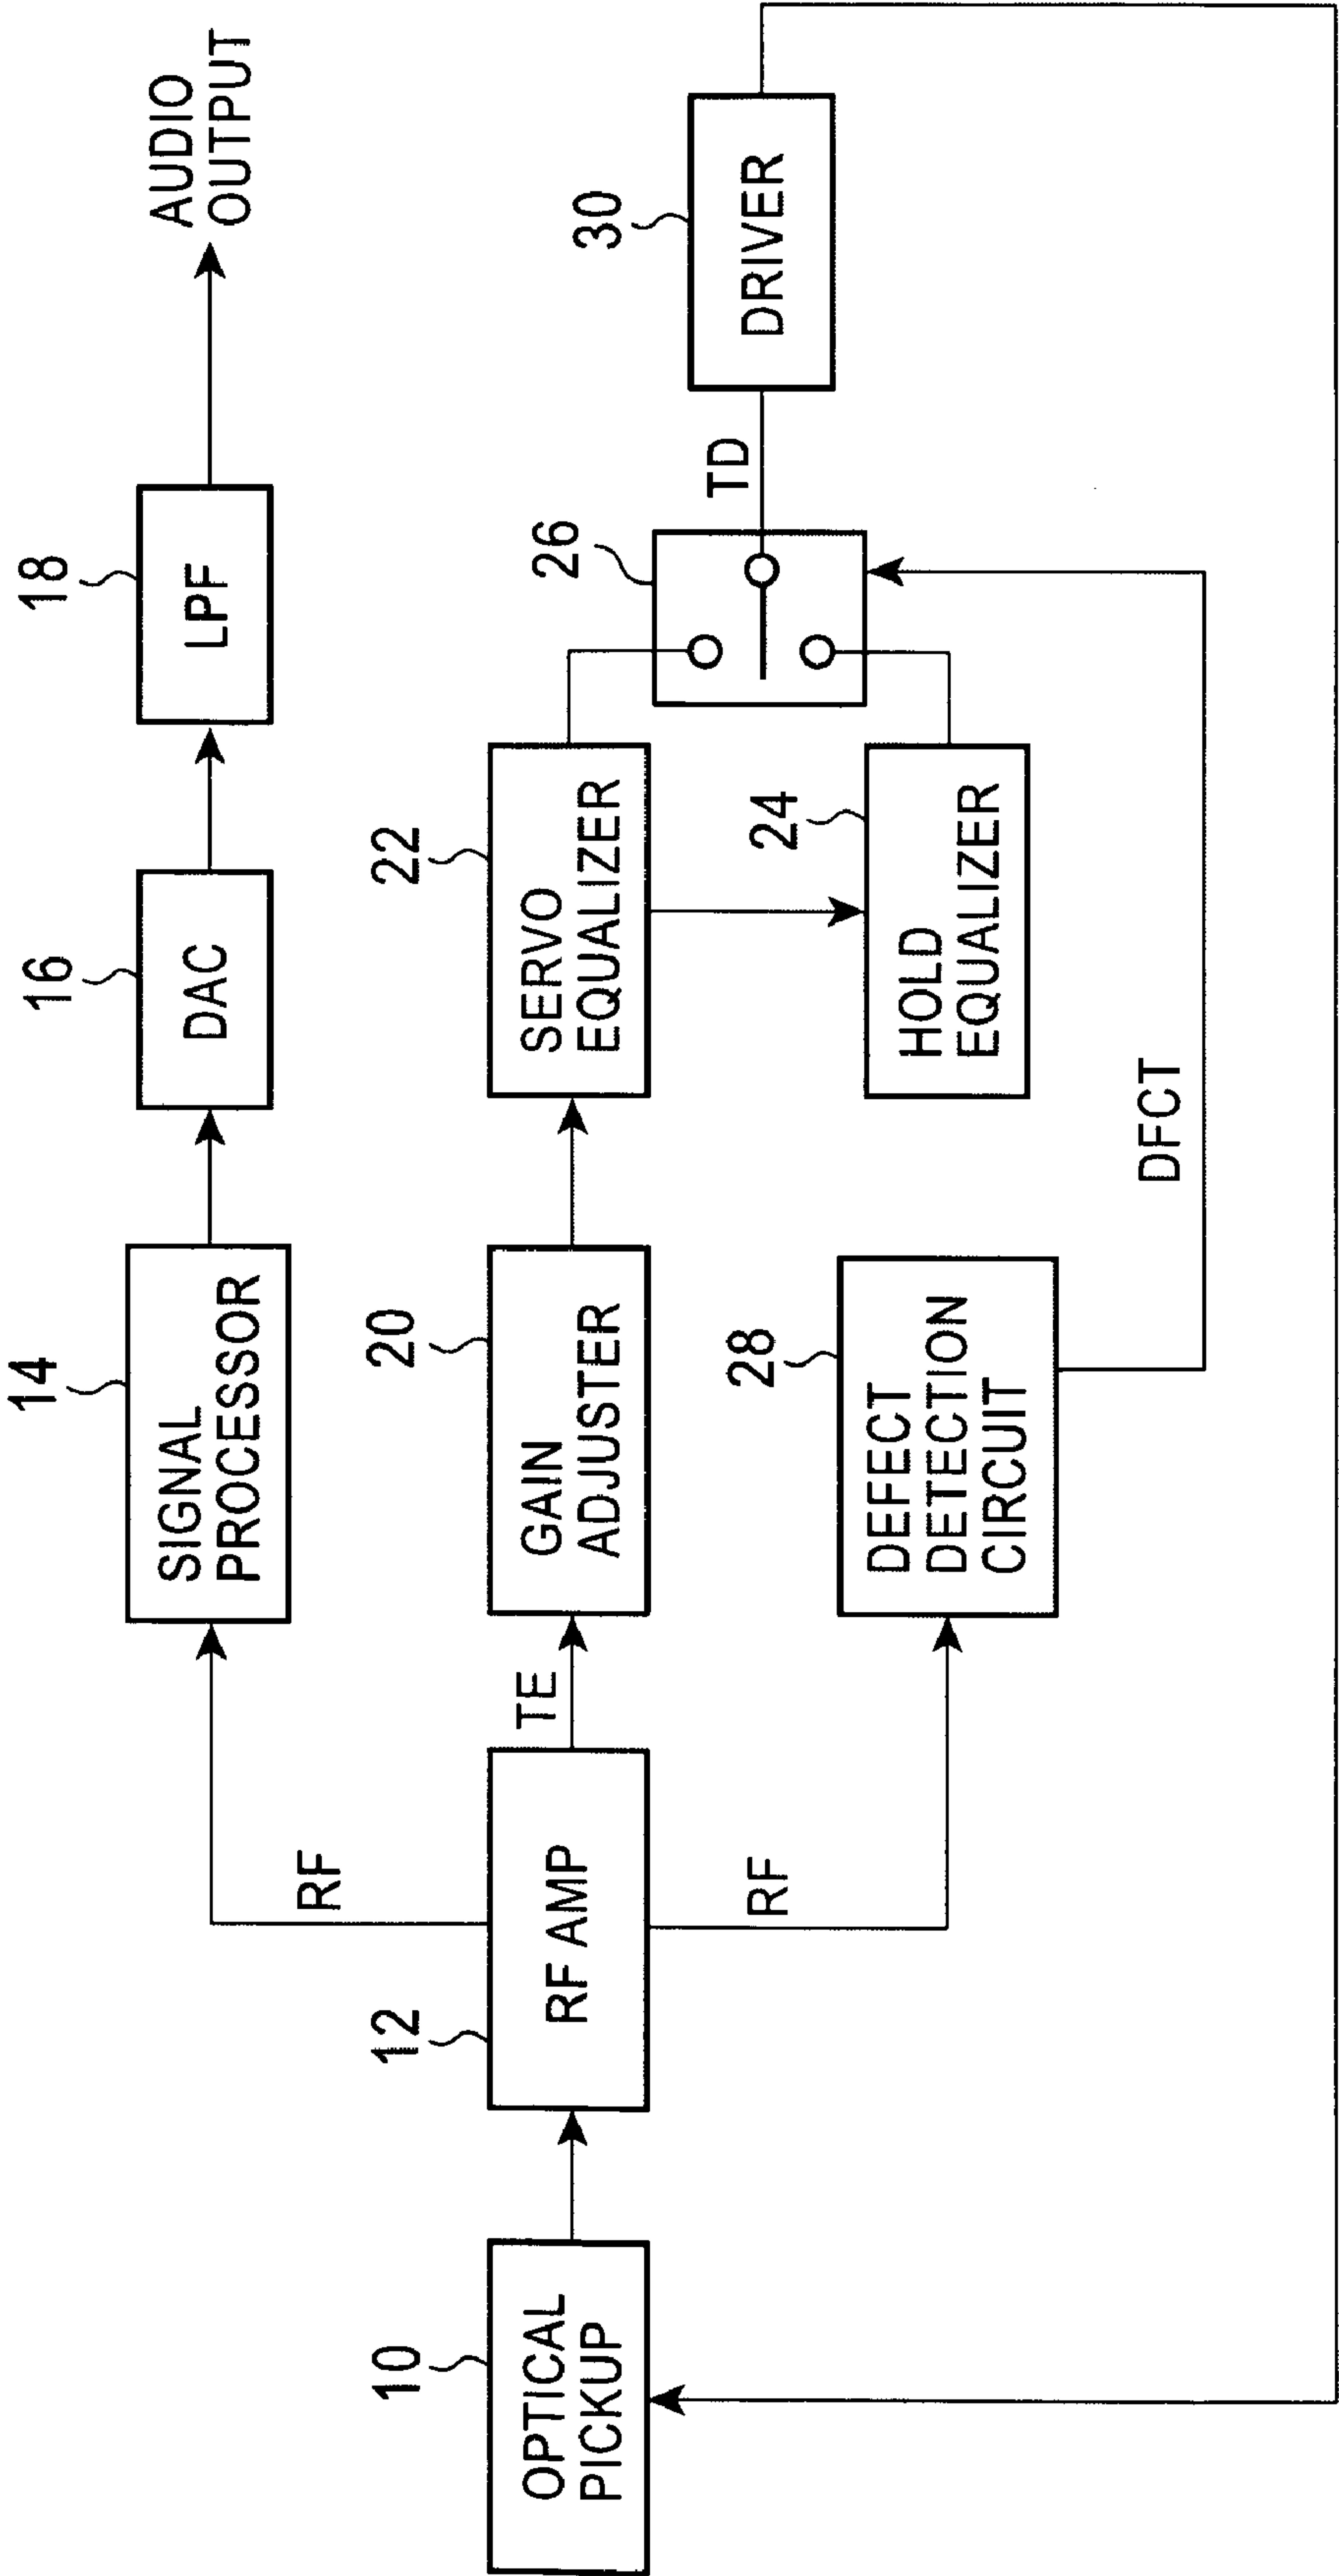 14
SIGNAL
PROCESSOR
16
DAC
18
LPF
AUDIO
OUTPUT
RF
10
OPTICAL
PICKUP
12
RF AMP
TE
20
GAIN
ADJUSTER
22
SERVO
EQUALIZER
26
TD
30
DRIVER
RF
28
DEFECT
DETECTION
CIRCUIT
24
HOLD
EQUALIZER
DFCT